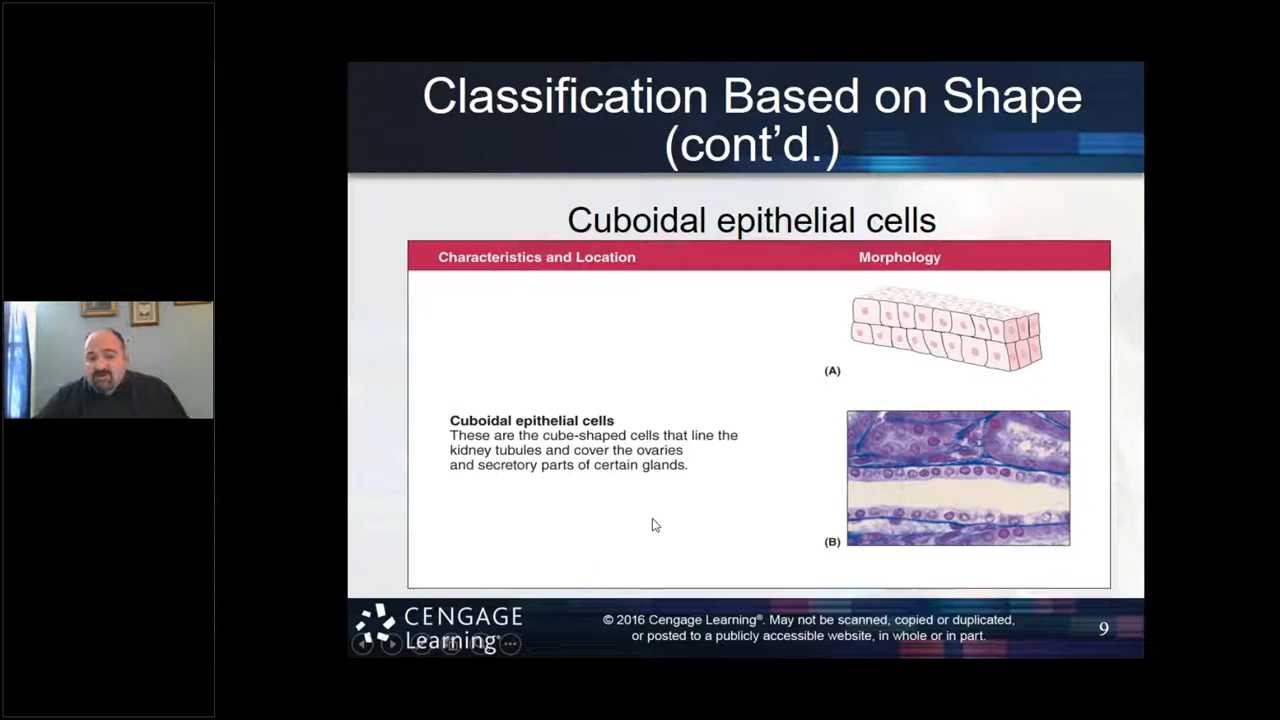 Classification Based on Shape
(cont’d.)
Cuboidal epithelial cells
Characteristics and Location
Morphology
(A)
Cuboidal epithelial cells
These are the cube-shaped cells that line the
kidney tubules and cover the ovaries
and secretory parts of certain glands.
(B)
CENGAGE
Learning®
© 2016 Cengage Learning®. May not be scanned, copied or duplicated,
or posted to a publicly accessible website, in whole or in part.
9